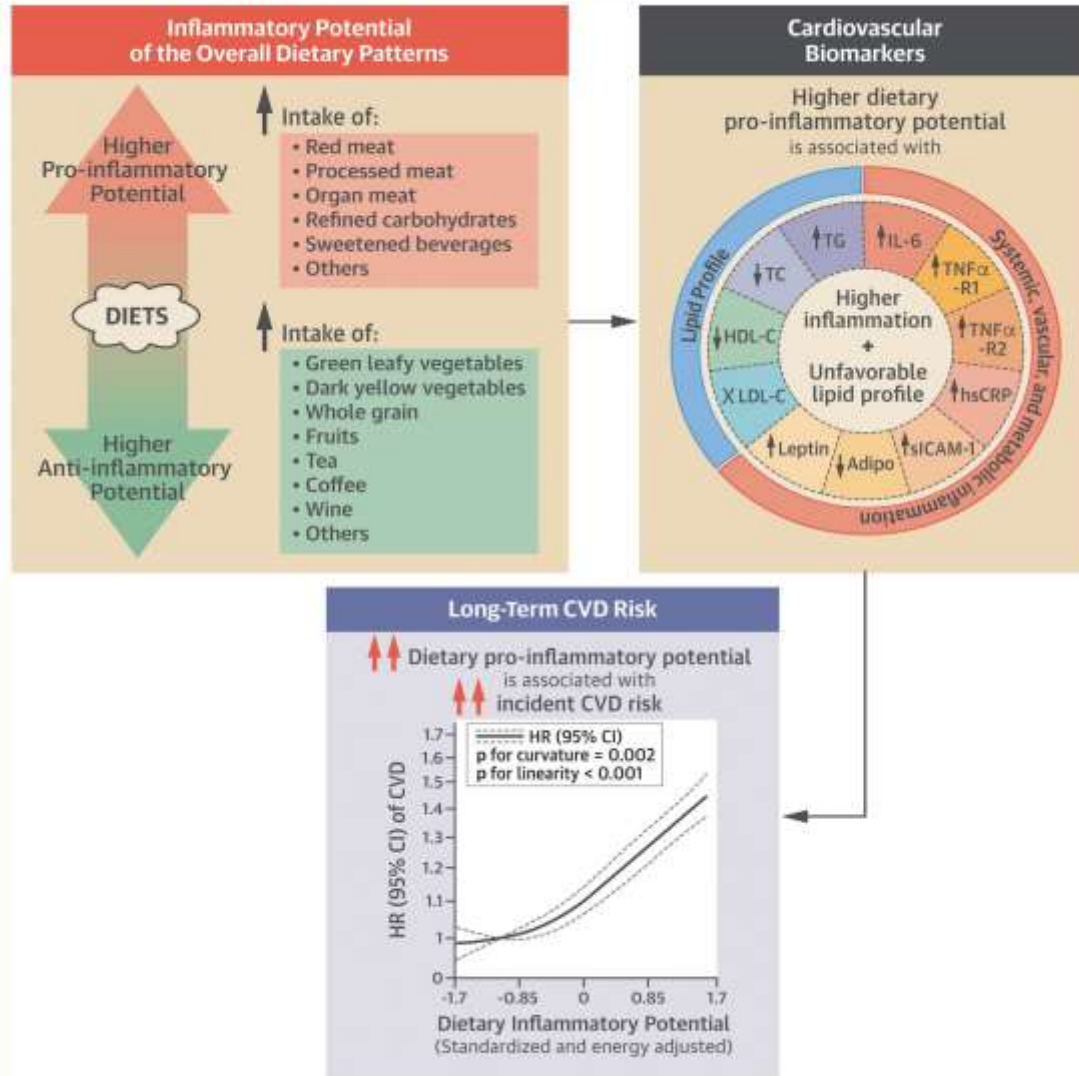 Inflammatory Potential
of the Overall Dietary Patterns
Higher
Pro-inflammatory
Potential
DIETS
Higher
Anti-inflammatory
Potential
↑ Intake of:
• Red meat
• Processed meat
• Organ meat
• Refined carbohydrates
• Sweetened beverages
• Others
↑ Intake of:
• Green leafy vegetables
• Dark yellow vegetables
• Whole grain
• Fruits
• Tea
• Coffee
• Wine
• Others
Cardiovascular
Biomarkers
Higher dietary
pro-inflammatory potential
is associated with
Lipid Profile
Systemic, vascular, and metabolic inflammation
↑TG
↑IL-6
↑TNFα
-R1
↑TNFα
-R2
↑hsCRP
↑sICAM-1
↓Adipo
↑Leptin
X LDL-C
↓HDL-C
↓TC
Higher
inflammation
+
Unfavorable
lipid profile
Long-Term CVD Risk
↑↑ Dietary pro-inflammatory potential
is associated with
↑↑ incident CVD risk
HR (95% CI)
p for curvature = 0.002
p for linearity < 0.001
HR (95% CI) of CVD
1.7
1.6
1.5
1.4
1.3
1.2
1.1
1
0
-1.7 -0.85 0 0.85 1.7
Dietary Inflammatory Potential
(Standardized and energy adjusted)